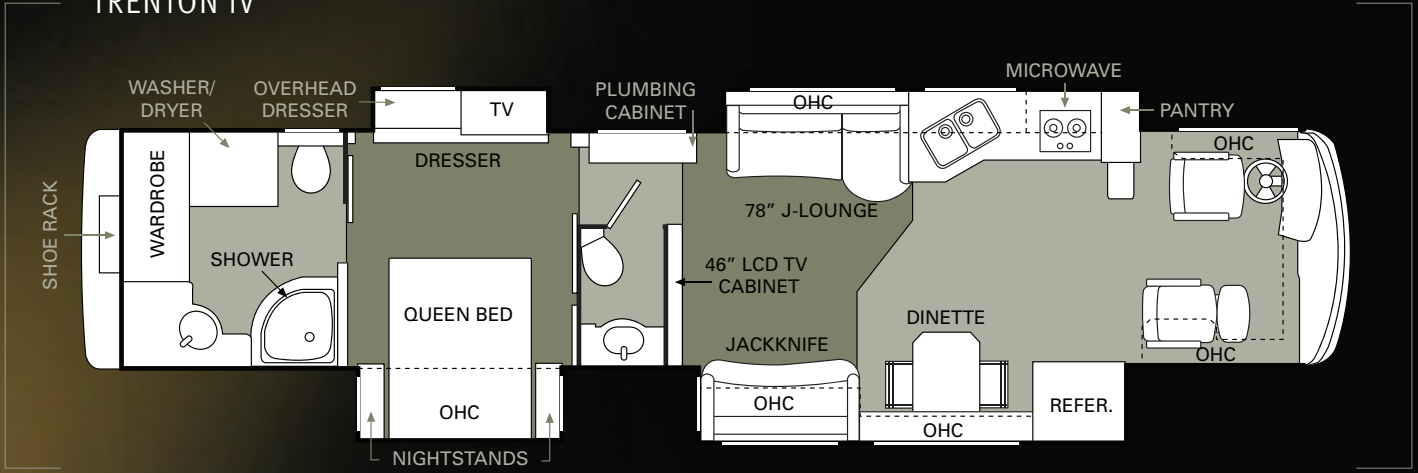 TRENTON IV
WASHER/
DRYER
OVERHEAD
DRESSER
PLUMBING
CABINET
MICROWAVE
PANTRY
TV
OHC
OHC
DRESSER
SHOE RACK
WARDROBE
78" J-LOUNGE
SHOWER
46" LCD TV
CABINET
QUEEN BED
DINETTE
JACKKNIFE
OHC
OHC
OHC
REFER.
OHC
NIGHTSTANDS